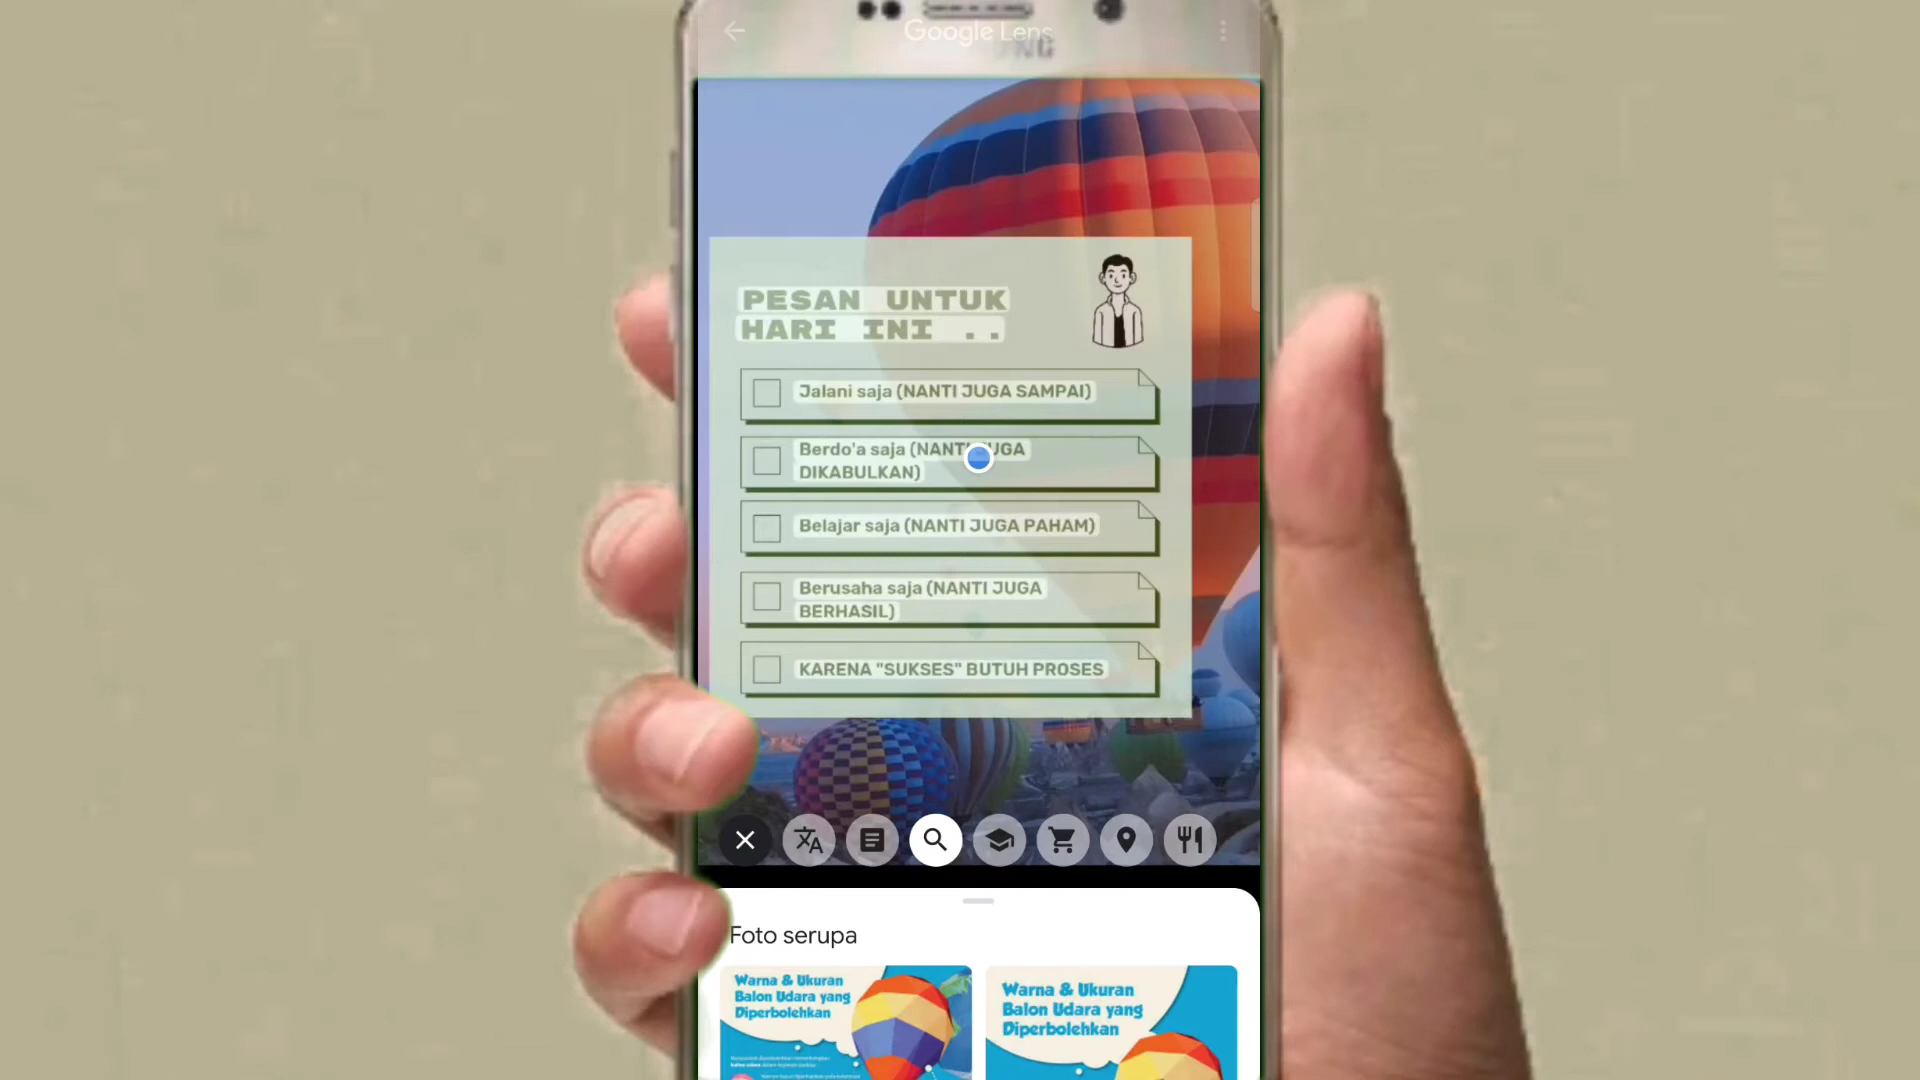 Google Lens
PESAN UNTUK
HARI INI ..
Jalani saja (NANTI JUGA SAMPAI)
Berdo'a saja (NANTI JUGA
DIKABULKAN)
Belajar saja (NANTI JUGA PAHAM)
Berusaha saja (NANTI JUGA
BERHASIL)
KARENA "SUKSES" BUTUH PROSES
Foto serupa
Warna & Ukuran
Balon Udara yang
Diperbolehkan
Warna & Ukuran
Balon Udara yang
Diperbolehkan